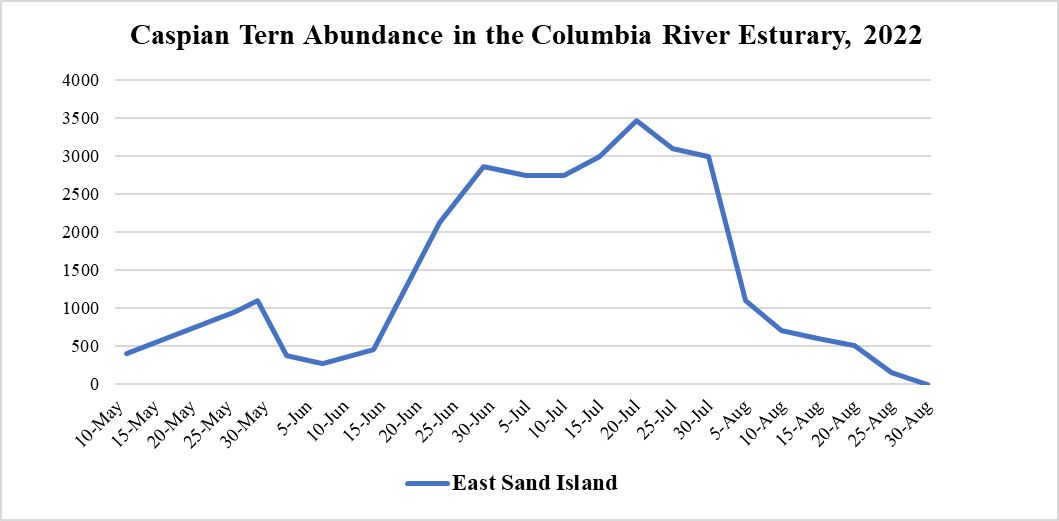 Caspian Tern Abundance in the Columbia River Esturary, 2022
4000
3500
3000
2500
2000
1500
1000
500
0
10-May
15-May
20-May
25-May
30-May
5-Jun
10-Jun
15-Jun
20-Jun
25-Jun
30-Jun
5-Jul
10-Jul
15-Jul
20-Jul
25-Jul
30-Jul
5-Aug
10-Aug
15-Aug
20-Aug
25-Aug
30-Aug
East Sand Island